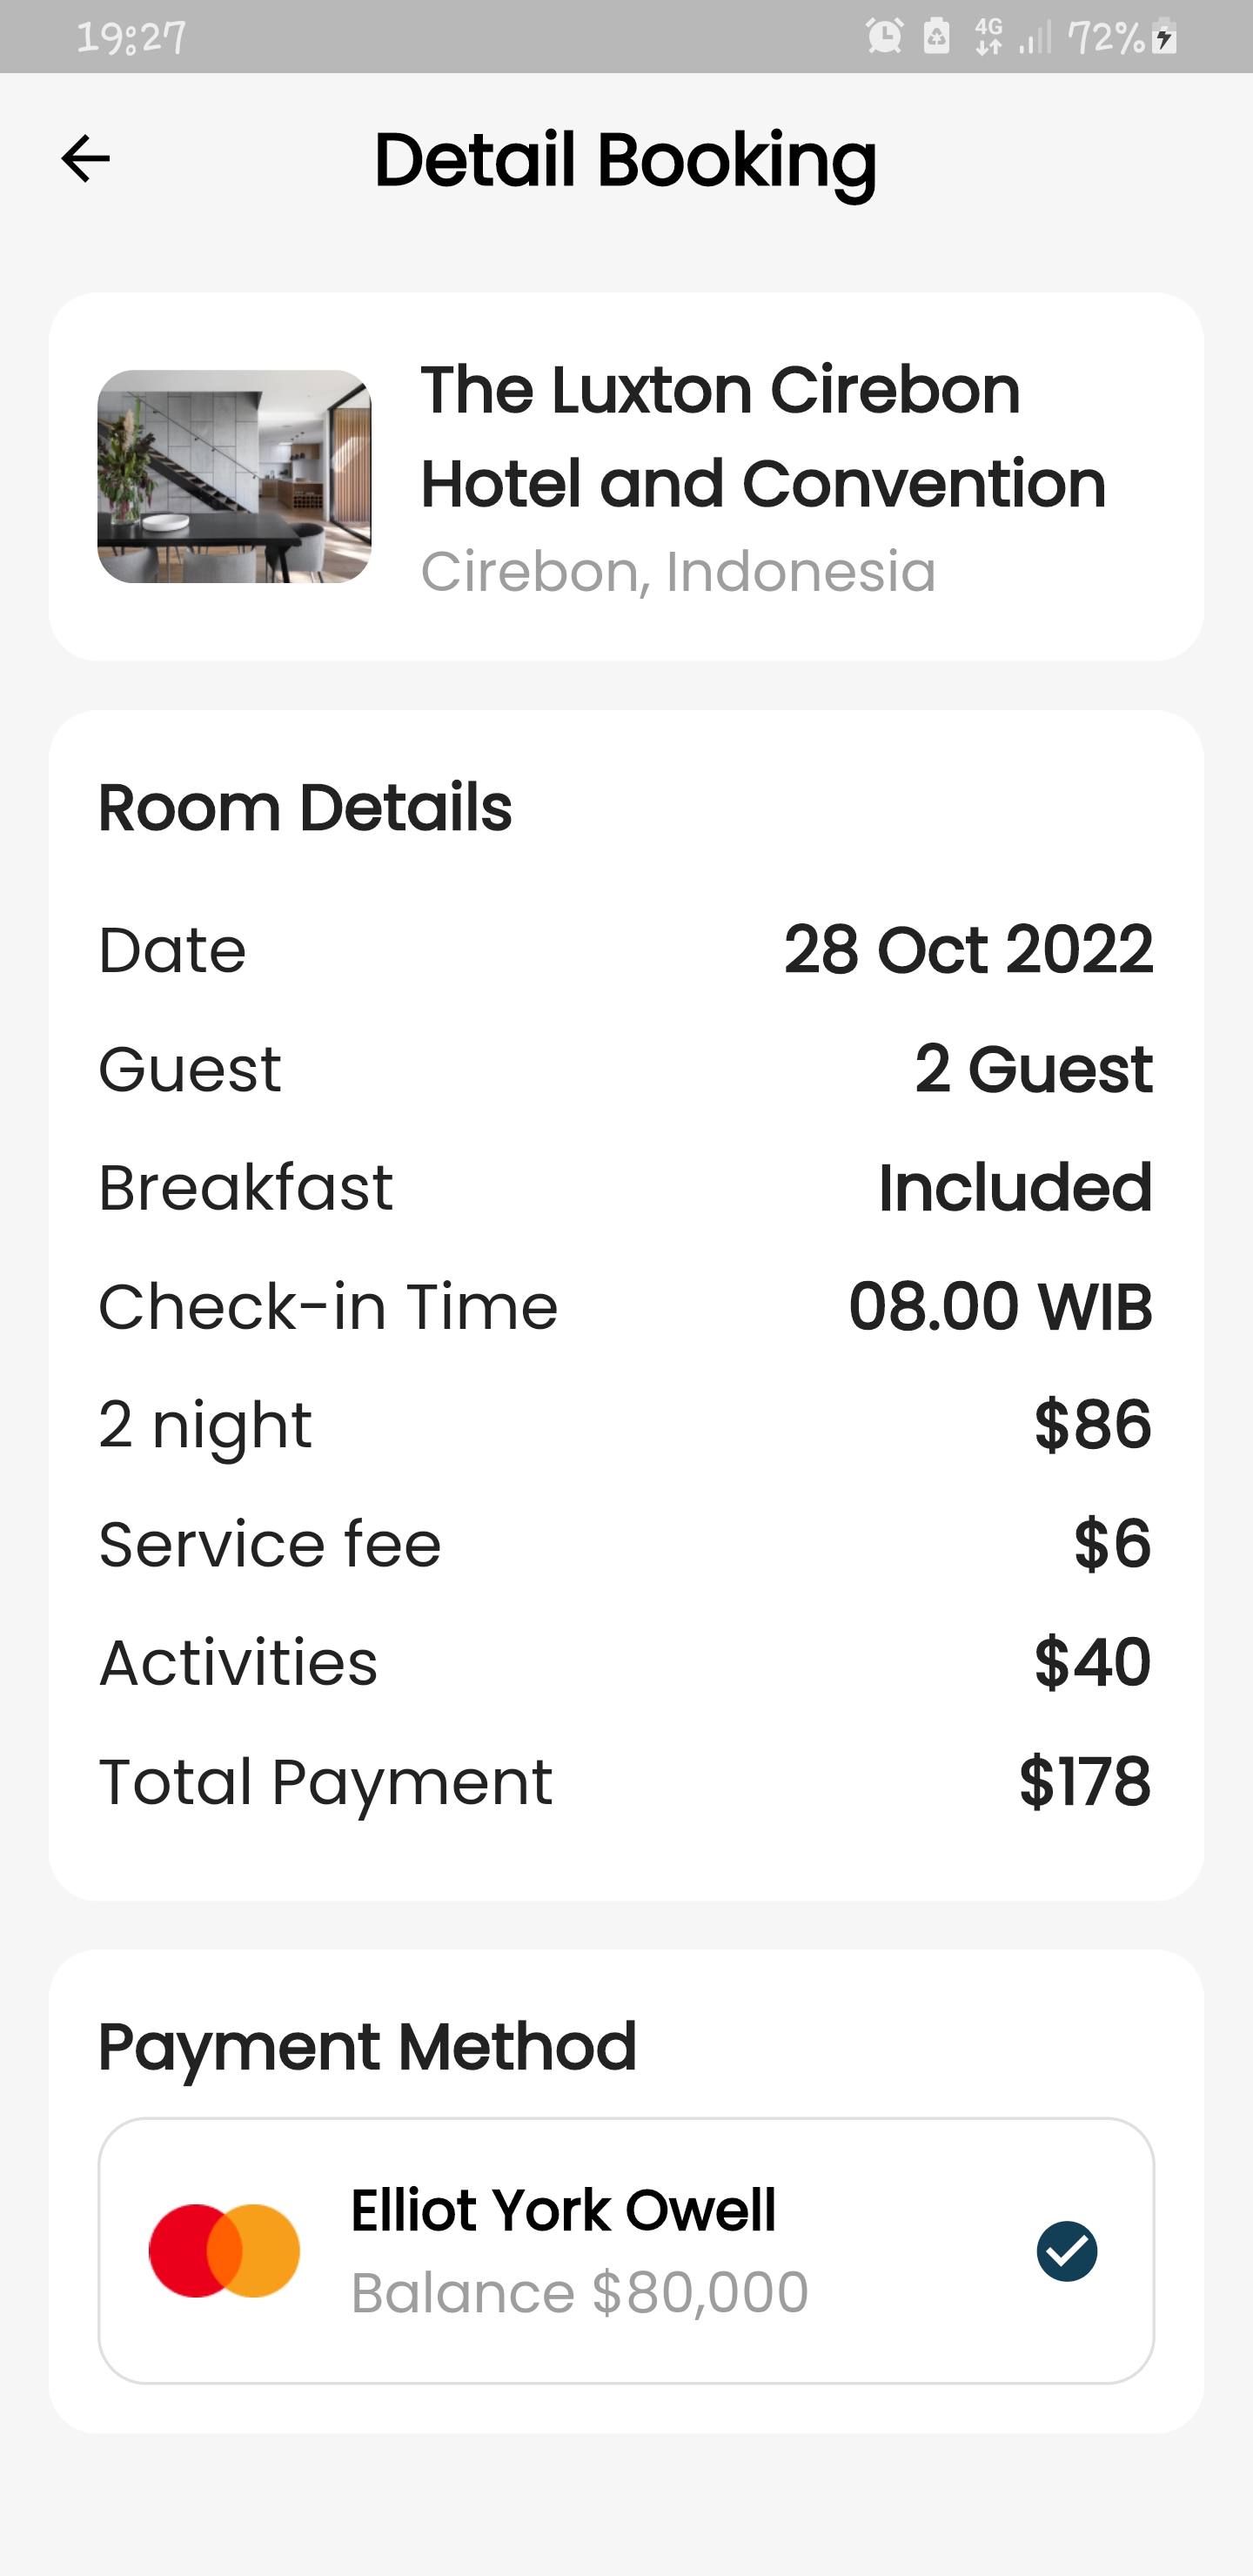 19:27 4G 72%
Detail Booking
The Luxton Cirebon
Hotel and Convention
Cirebon, Indonesia
Room Details
Date 28 Oct 2022
Guest 2 Guest
Breakfast Included
Check-in Time 08.00 WIB
2 night $86
Service fee $6
Activities $40
Total Payment $178
Payment Method
Elliot York Owell
Balance $80,000